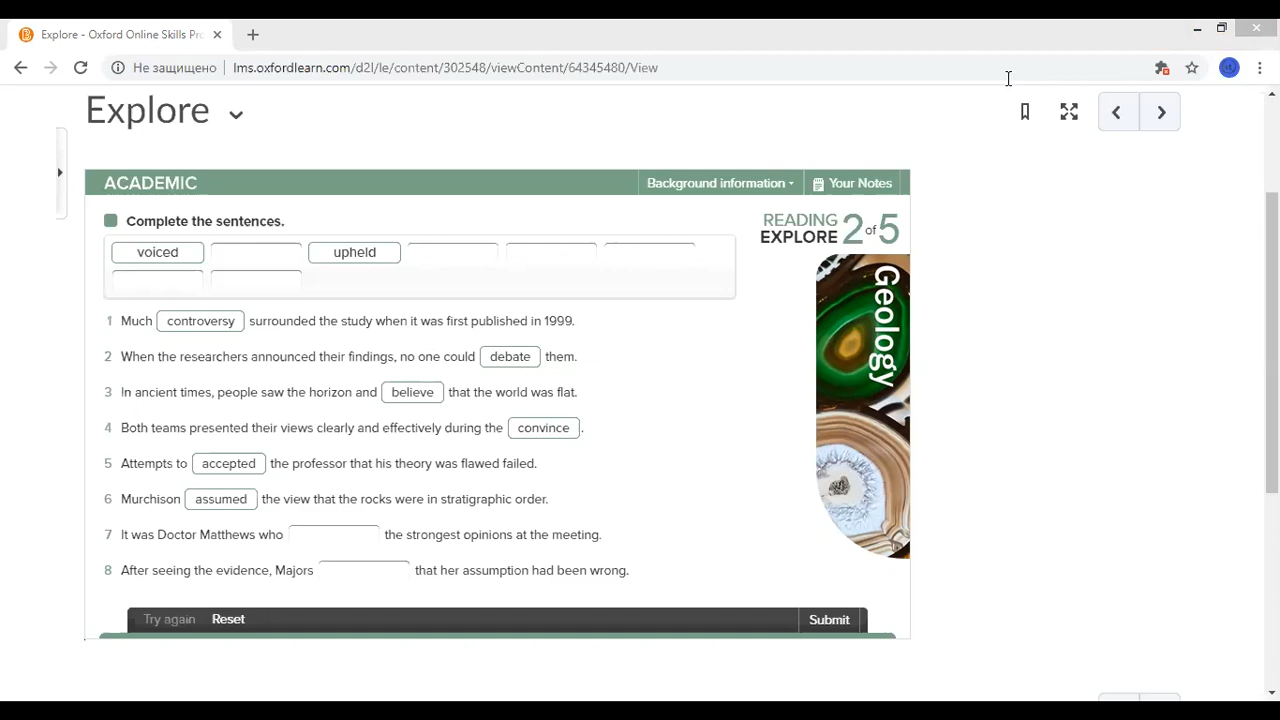 Explore - Oxford Online Skills Pro
Не защищено lms.oxfordlearn.com/d2l/le/content/302548/viewContent/64345480/View
Explore
ACADEMIC Background information Your Notes
Complete the sentences.
READING
EXPLORE 2 of 5
voiced upheld
Geology
1 Much controversy surrounded the study when it was first published in 1999.
2 When the researchers announced their findings, no one could debate them.
3 In ancient times, people saw the horizon and believe that the world was flat.
4 Both teams presented their views clearly and effectively during the convince .
5 Attempts to accepted the professor that his theory was flawed failed.
6 Murchison assumed the view that the rocks were in stratigraphic order.
7 It was Doctor Matthews who the strongest opinions at the meeting.
8 After seeing the evidence, Majors that her assumption had been wrong.
Try again Reset Submit